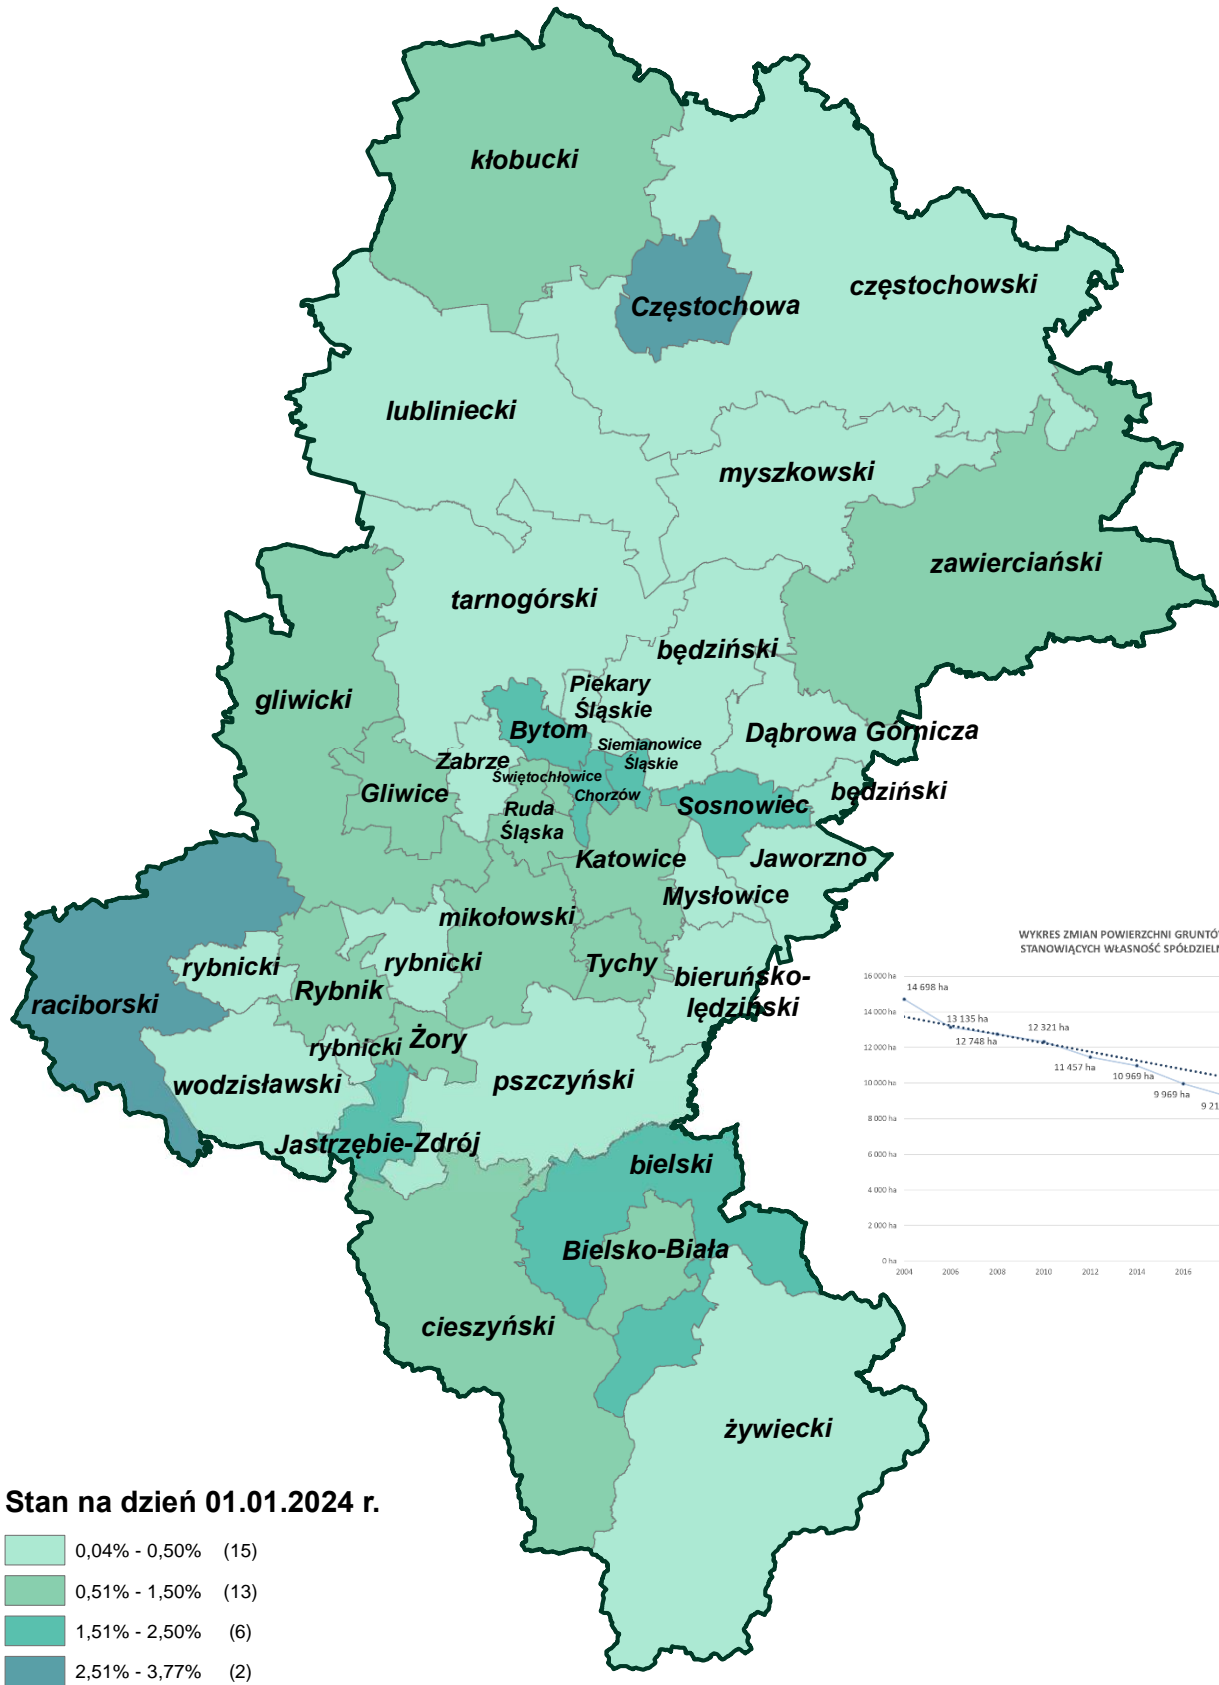 kłobucki
częstochowski
Częstochowa
lubliniecki
myszkowski
zawierciański
tarnogórski
będziński
gliwicki
Piekary
Śląskie
Bytom
Dąbrowa Górnicza
Siemianowice
Śląskie
Zabrze
Świętochłowice
Gliwice
Chorzów
będziński
Sosnowiec
Ruda
Śląska
Katowice
Jaworzno
Mysłowice
mikołowski
rybnicki
rybnicki
Tychy
bieruńsko-
lędziński
raciborski
Rybnik
rybnicki
Żory
wodzisławski
pszczyński
Jastrzębie-Zdrój
bielski
Bielsko-Biała
cieszyński
żywiecki
WYKRES ZMIAN POWIERZCHNI GRUNTÓ
STANOWIĄCYCH WŁASNOŚĆ SPÓŁDZIELN
16 000 ha
14 000 ha
12 000 ha
10 000 ha
8 000 ha
6 000 ha
4 000 ha
2 000 ha
0 ha
14 698 ha
13 135 ha
12 748 ha
12 321 ha
11 457 ha
10 969 ha
9 969 ha
9 21
2004 2006 2008 2010 2012 2014 2016
Stan na dzień 01.01.2024 r.
0,04% - 0,50% (15)
0,51% - 1,50% (13)
1,51% - 2,50% (6)
2,51% - 3,77% (2)